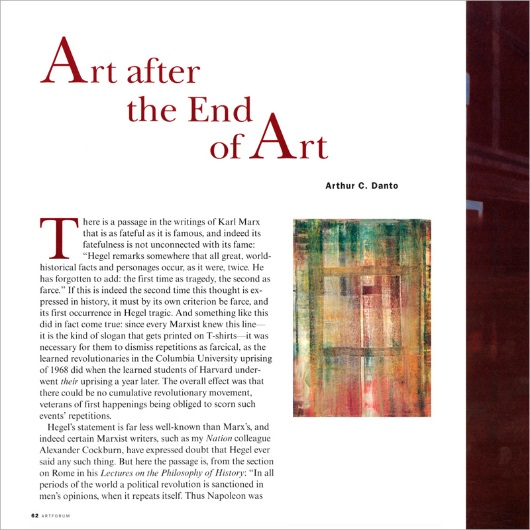 Art after
the End
of Art
Arthur C. Danto
There is a passage in the writings of Karl Marx
that is as fateful as it is famous, and indeed its
fatefulness is not unconnected with its fame:
“Hegel remarks somewhere that all great, world-
historical facts and personages occur, as it were, twice. He
has forgotten to add: the first time as tragedy, the second as
farce.” If this is indeed the second time this thought is ex-
pressed in history, it must by its own criterion be farce, and
its first occurrence in Hegel tragic. And something like this
did in fact come true: since every Marxist knew this line—
it is the kind of slogan that gets printed on T-shirts—it was
necessary for them to dismiss repetitions as farcical, as the
learned revolutionaries in the Columbia University uprising
of 1968 did when the learned students of Harvard under-
went their uprising a year later. The overall effect was that
there could be no cumulative revolutionary movement,
veterans of first happenings being obliged to scorn such
events’ repetitions.
Hegel’s statement is far less well-known than Marx’s, and
indeed certain Marxist writers, such as my Nation colleague
Alexander Cockburn, have expressed doubt that Hegel ever
said any such thing. But here the passage is, from the section
on Rome in his Lectures on the Philosophy of History: “In all
periods of the world a political revolution is sanctioned in
men’s opinions, when it repeats itself. Thus Napoleon was
62 ARTFORUM